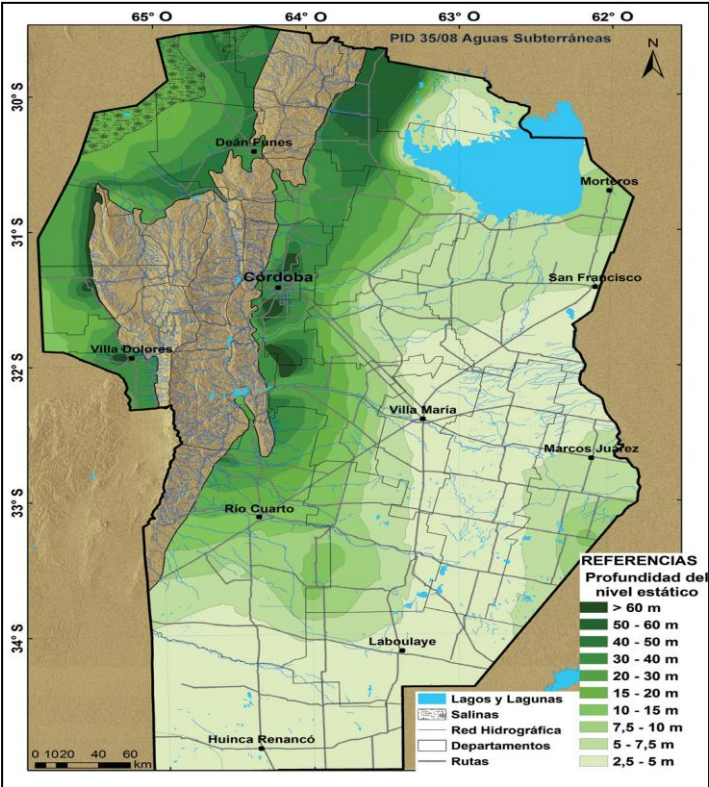 65° O 64° O 63° O 62° O
PID 35/08 Aguas Subterráneas
N
30°S
Deán Funes
Morteros
31°S
San Francisco
Córdoba
Villa Dolores
32°S
Villa María
Marcos Juárez
33°S
Río Cuarto
REFERENCIAS
Profundidad del
nivel estático
> 60 m
50 - 60 m
40 - 50 m
30 - 40 m
20 - 30 m
15 - 20 m
10 - 15 m
7,5 - 10 m
5 - 7,5 m
2,5 - 5 m
34°S
Laboulaye
Lagos y Lagunas
Salinas
Red Hidrográfica
Departamentos
Rutas
Huinca Renancó
0 10 20 40 60
km